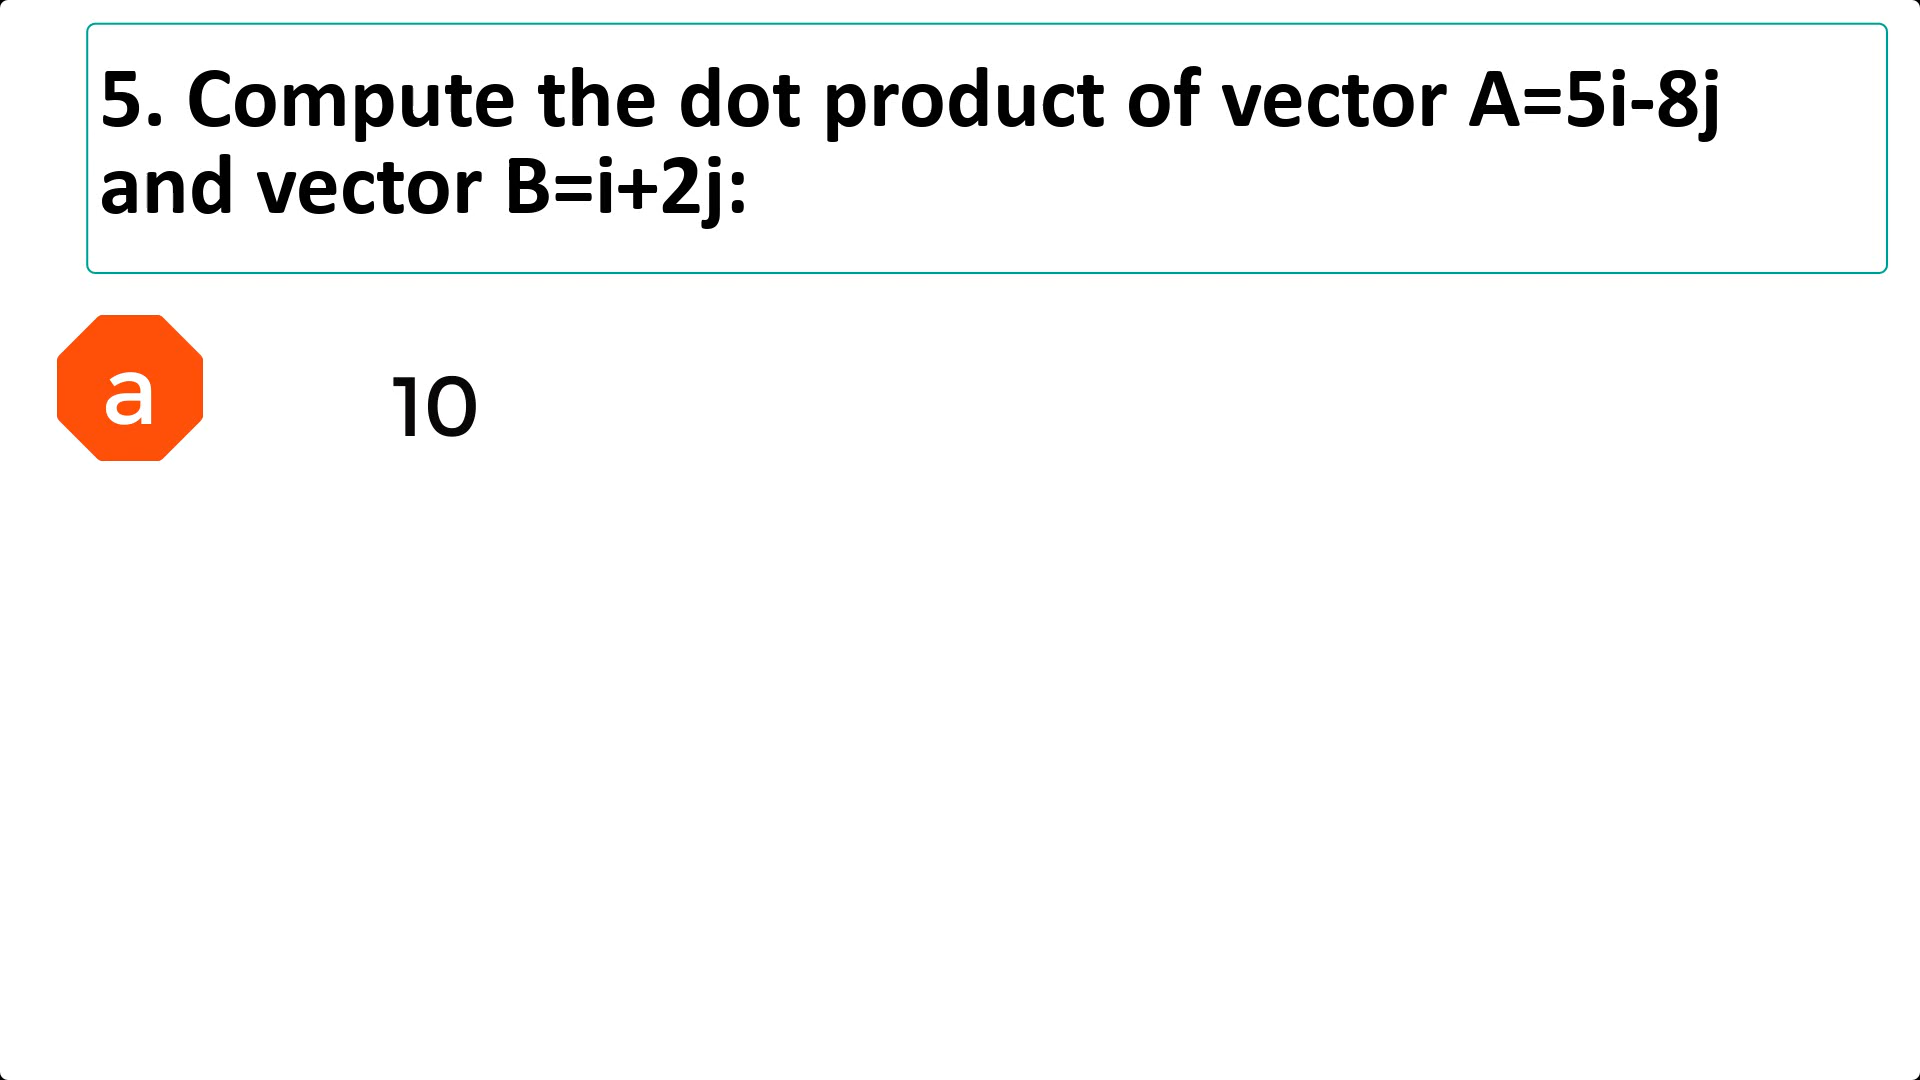 5. Compute the dot product of vector A=5i-8j
and vector B=i+2j:
a
10